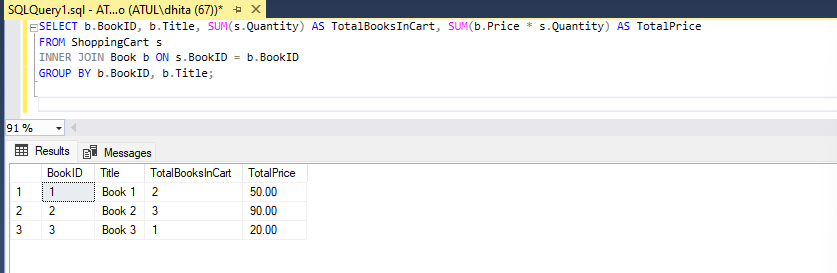 SQLQuery1.sql - AT...o (ATUL\dhita (67))*
SELECT b.BookID, b.Title, SUM(s.Quantity) AS TotalBooksInCart, SUM(b.Price * s.Quantity) AS TotalPrice
FROM ShoppingCart s
INNER JOIN Book b ON s.BookID = b.BookID
GROUP BY b.BookID, b.Title;
91 %
Results Messages
BookID Title TotalBooksInCart TotalPrice
1 1 Book 1 2 50.00
2 2 Book 2 3 90.00
3 3 Book 3 1 20.00